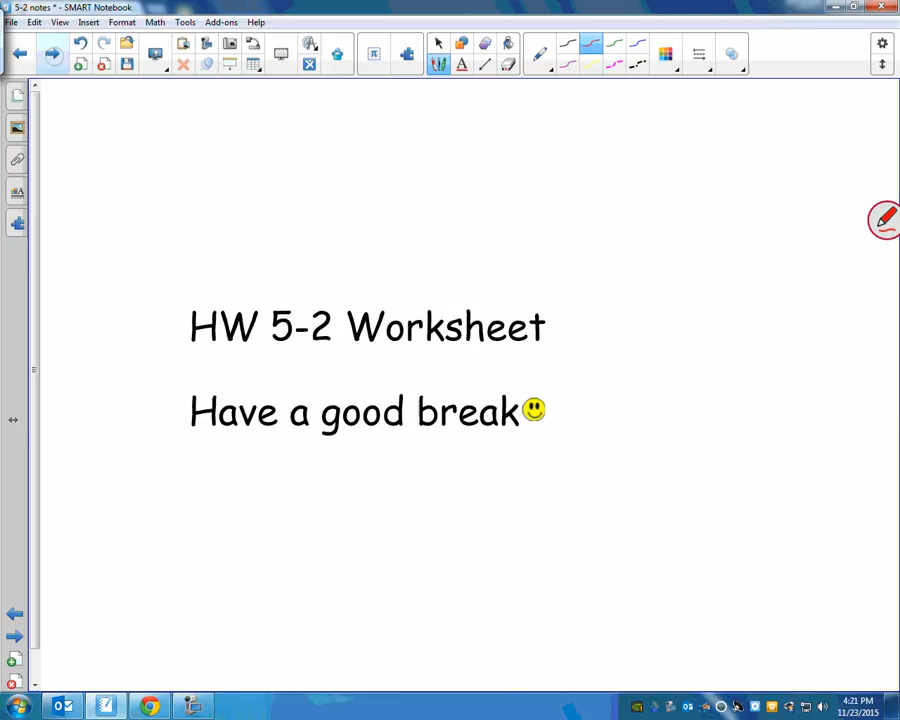 5-2 notes * - SMART Notebook
File Edit View Insert Format Math Tools Add-ons Help
HW 5-2 Worksheet
Have a good break
4:21 PM
11/23/2015